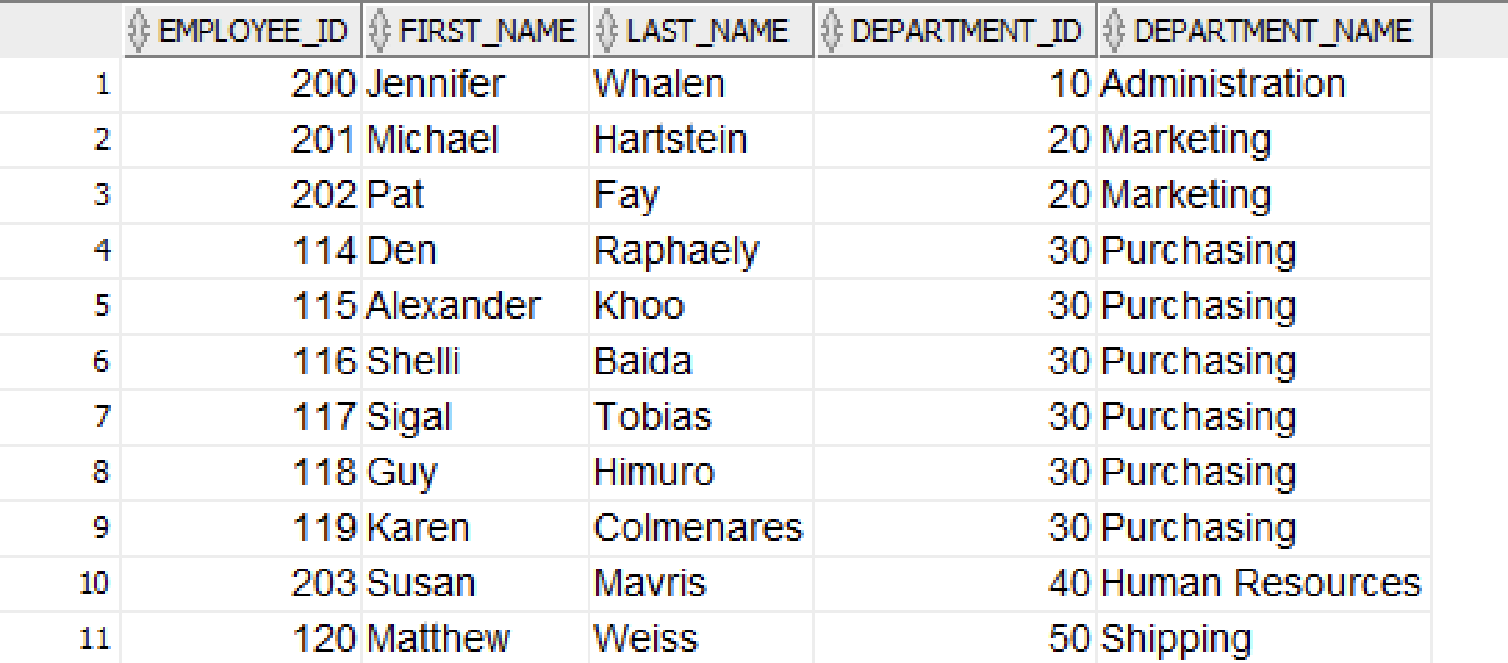 EMPLOYEE_ID FIRST_NAME LAST_NAME DEPARTMENT_ID DEPARTMENT_NAME
1 200 Jennifer Whalen 10 Administration
2 201 Michael Hartstein 20 Marketing
3 202 Pat Fay 20 Marketing
4 114 Den Raphaely 30 Purchasing
5 115 Alexander Khoo 30 Purchasing
6 116 Shelli Baida 30 Purchasing
7 117 Sigal Tobias 30 Purchasing
8 118 Guy Himuro 30 Purchasing
9 119 Karen Colmenares 30 Purchasing
10 203 Susan Mavris 40 Human Resources
11 120 Matthew Weiss 50 Shipping